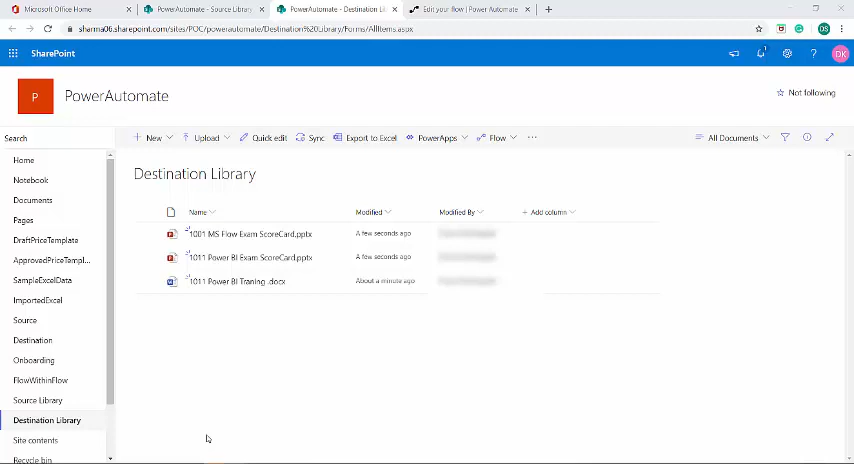 Microsoft Office Home
PowerAutomate - Source Library
PowerAutomate - Destination Lib
Edit your flow | Power Automate
sharma06.sharepoint.com/sites/POC/powerautomate/Destination%20Library/Forms/AllItems.aspx
DS
SharePoint
1
?
DK
P
PowerAutomate
Not following
Search
New
Upload
Quick edit
Sync
Export to Excel
PowerApps
Flow
All Documents
Home
Notebook
Documents
Pages
DraftPriceTemplate
ApprovedPriceTempl...
SampleExcelData
ImportedExcel
Source
Destination
Onboarding
FlowWithinFlow
Source Library
Destination Library
Site contents
Recycle bin
Destination Library
Name
Modified
Modified By
Add column
1001 MS Flow Exam ScoreCard.pptx
A few seconds ago
1011 Power BI Exam ScoreCard.pptx
A few seconds ago
1011 Power BI Traning .docx
About a minute ago